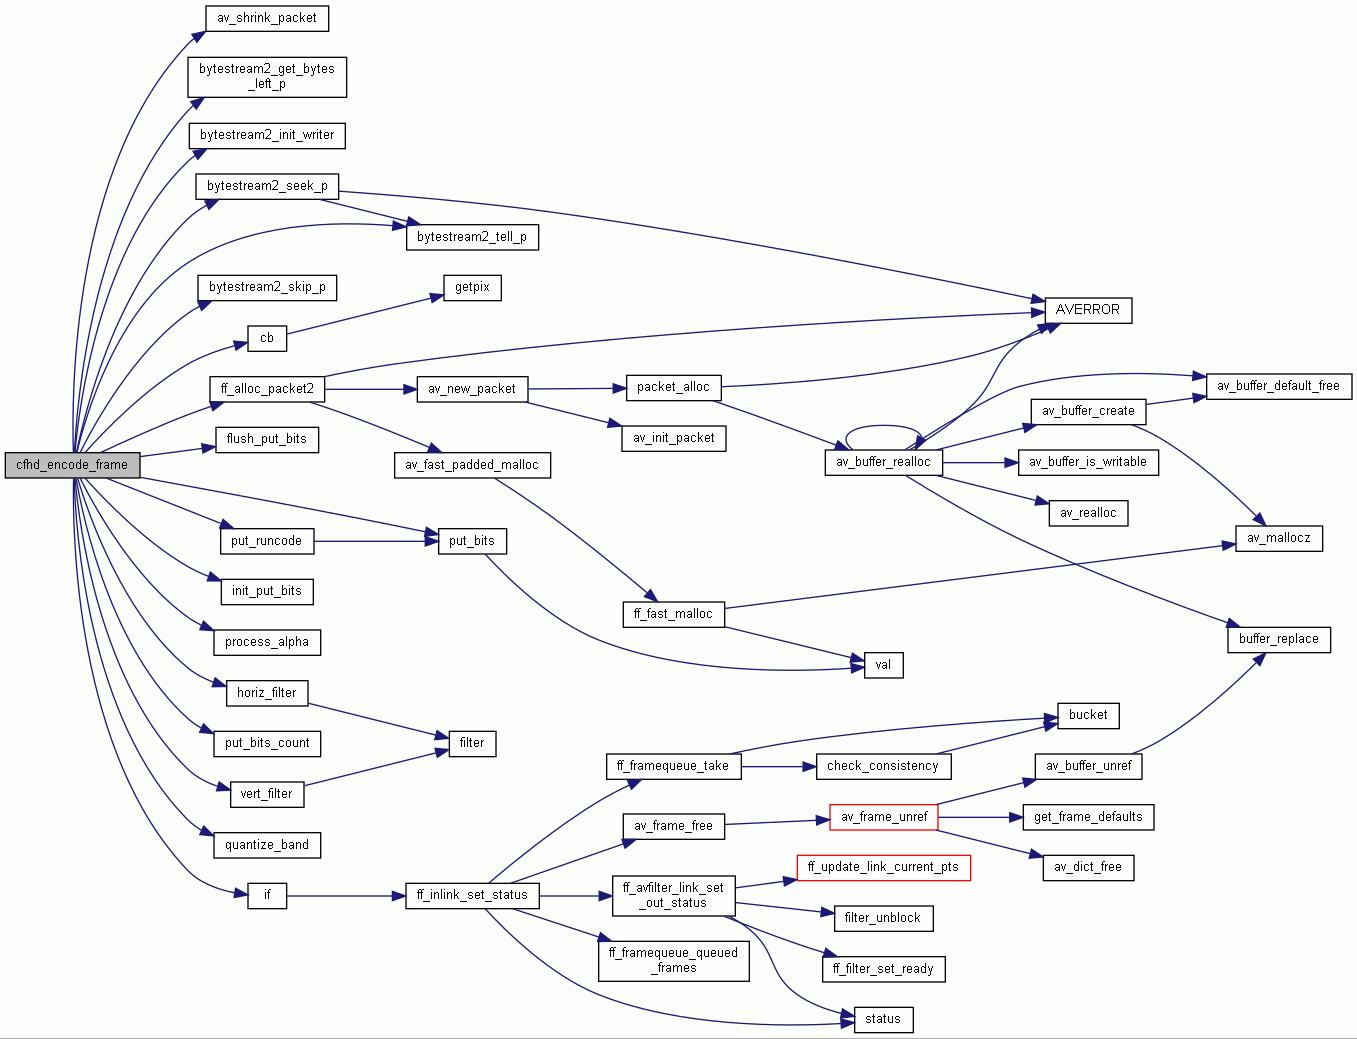 av_shrink_packet
bytestream2_get_bytes
_left_p
bytestream2_init_writer
bytestream2_seek_p
bytestream2_tell_p
bytestream2_skip_p
getpix
AVERROR
cb
ff_alloc_packet2
av_new_packet
packet_alloc
av_buffer_default_free
av_buffer_create
flush_put_bits
av_init_packet
cfhd_encode_frame
av_fast_padded_malloc
av_buffer_realloc
av_buffer_is_writable
av_realloc
put_runcode
put_bits
av_mallocz
init_put_bits
ff_fast_malloc
process_alpha
buffer_replace
val
horiz_filter
bucket
put_bits_count
filter
ff_framequeue_take
check_consistency
av_buffer_unref
vert_filter
av_frame_free
av_frame_unref
get_frame_defaults
quantize_band
ff_update_link_current_pts
av_dict_free
if
ff_inlink_set_status
ff_avfilter_link_set
_out_status
filter_unblock
ff_framequeue_queued
_frames
ff_filter_set_ready
status